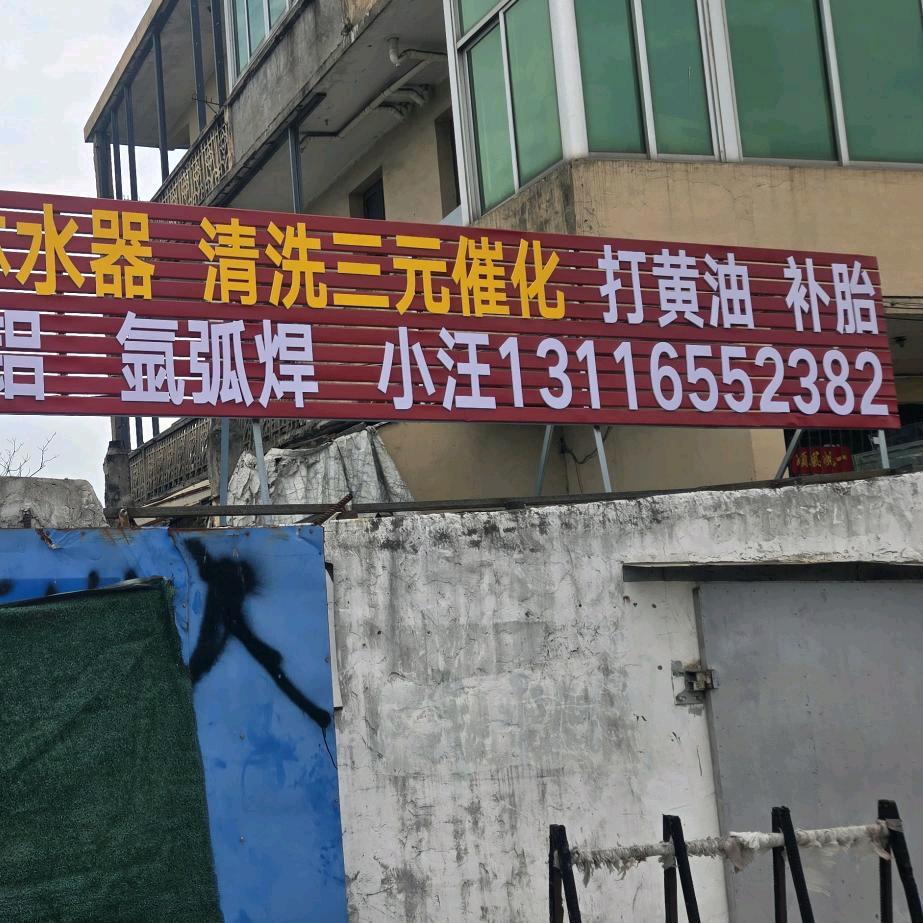 水器 清洗三元催化 打黄油 补胎
铝 氩弧焊 小汪13116552382